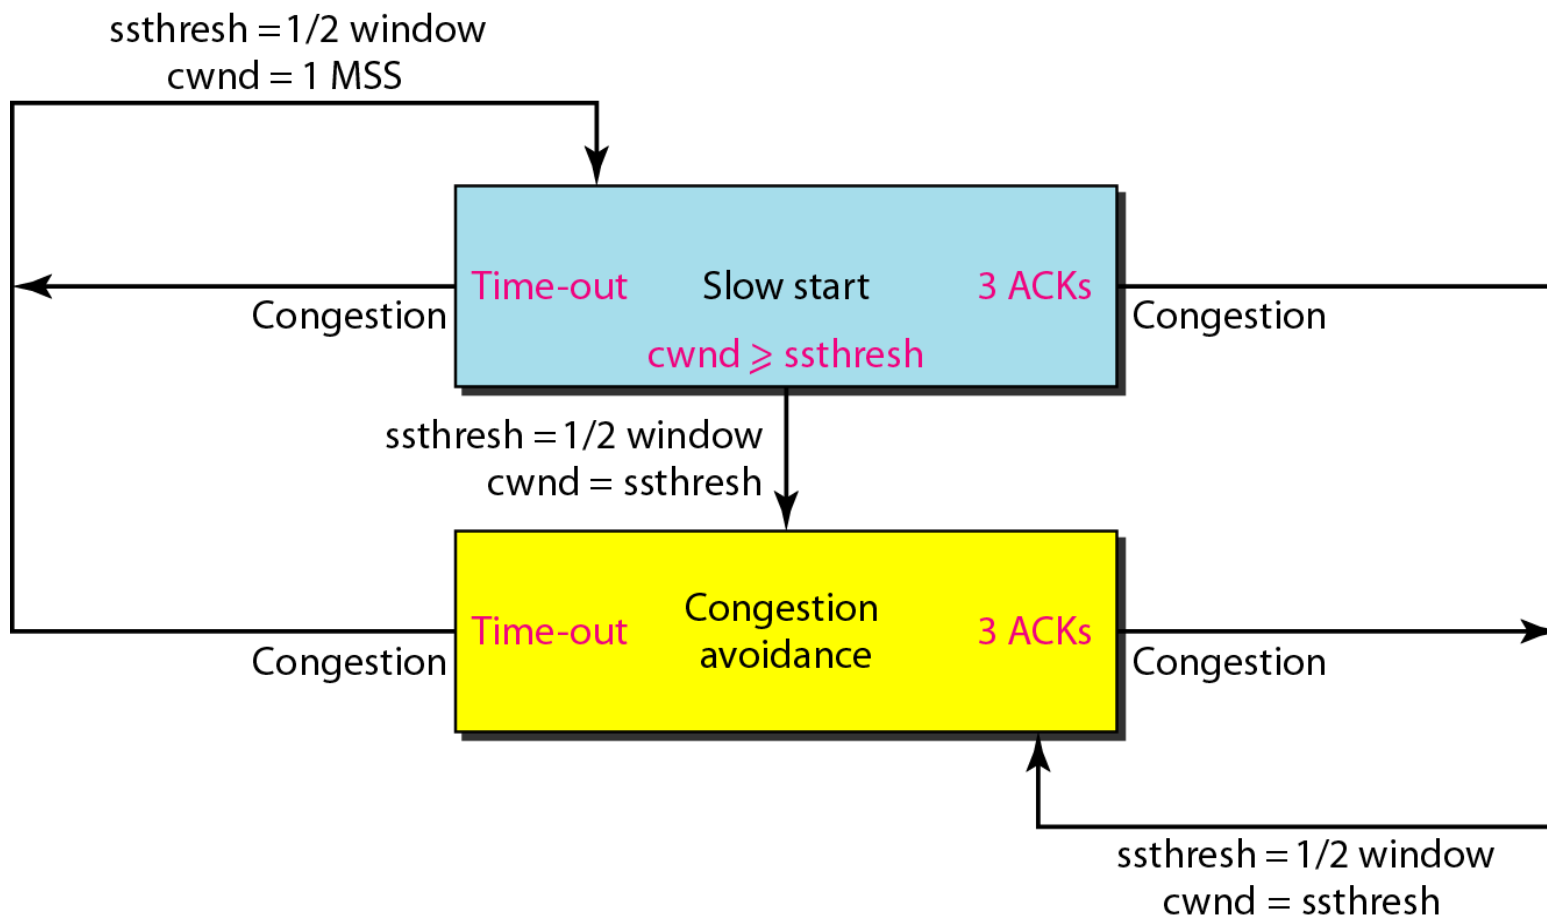 ssthresh = 1/2 window
cwnd = 1 MSS
Time-out Slow start 3 ACKs
Congestion Congestion
cwnd ⩾ ssthresh
ssthresh = 1/2 window
cwnd = ssthresh
Time-out Congestion avoidance 3 ACKs
Congestion Congestion
ssthresh = 1/2 window
cwnd = ssthresh